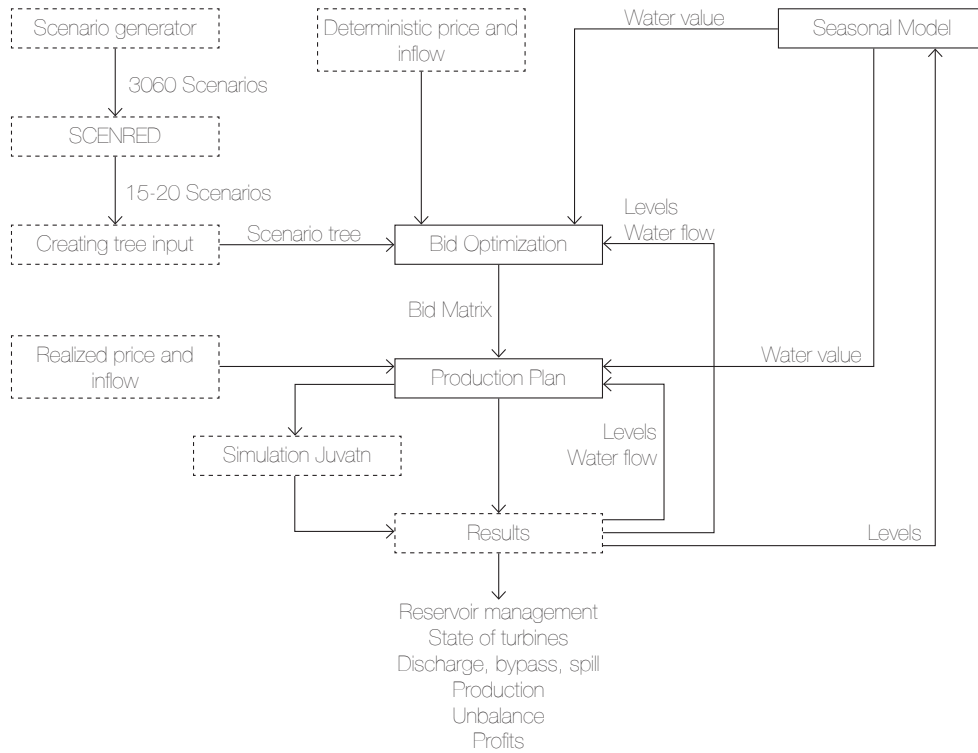 Scenario generator
3060 Scenarios
SCENRED
15-20 Scenarios
Creating tree input
Scenario tree
Deterministic price and
inflow
Water value
Seasonal Model
Levels
Water flow
Bid Optimization
Bid Matrix
Realized price and
inflow
Production Plan
Water value
Simulation Juvatn
Levels
Water flow
Results
Levels
Reservoir management
State of turbines
Discharge, bypass, spill
Production
Unbalance
Profits